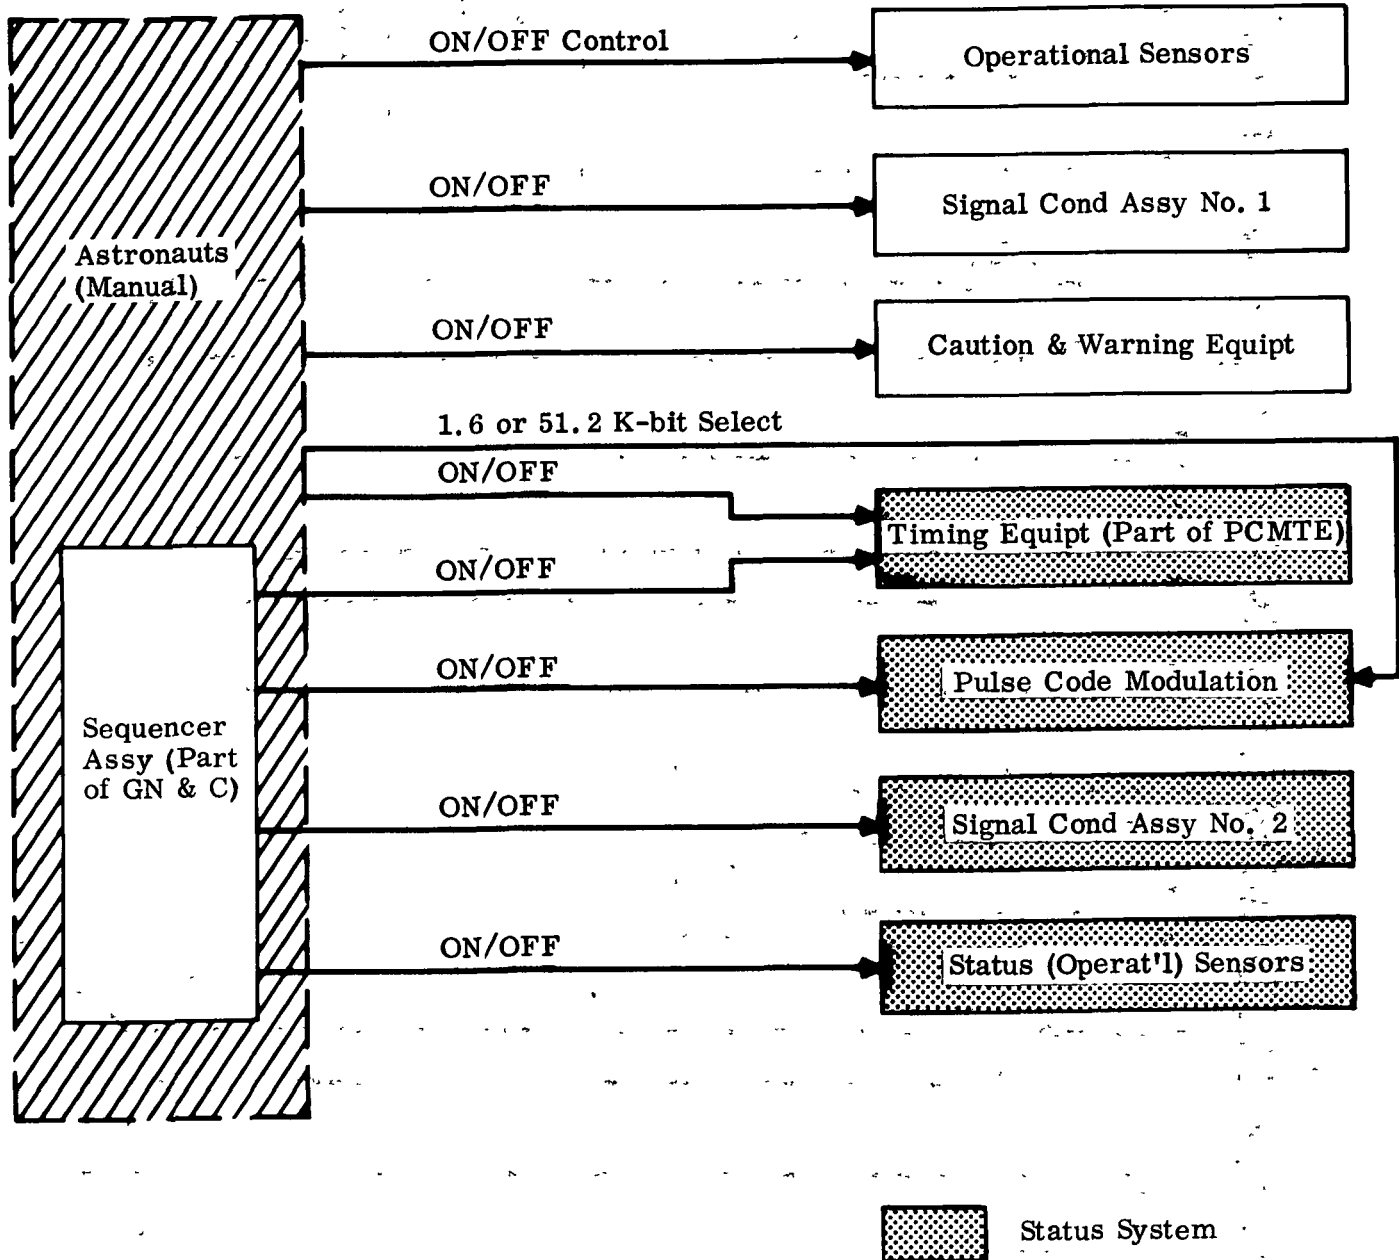 ON/OFF Control
Operational Sensors
ON/OFF
Signal Cond Assy No. 1
Astronauts
(Manual)
ON/OFF
Caution & Warning Equipt
1.6 or 51.2 K-bit Select
ON/OFF
Timing Equipt (Part of PCMTE)
ON/OFF
ON/OFF
Pulse Code Modulation
Sequencer
Assy (Part
of GN & C)
ON/OFF
Signal Cond Assy No. 2
ON/OFF
Status (Operat'l) Sensors
Status System